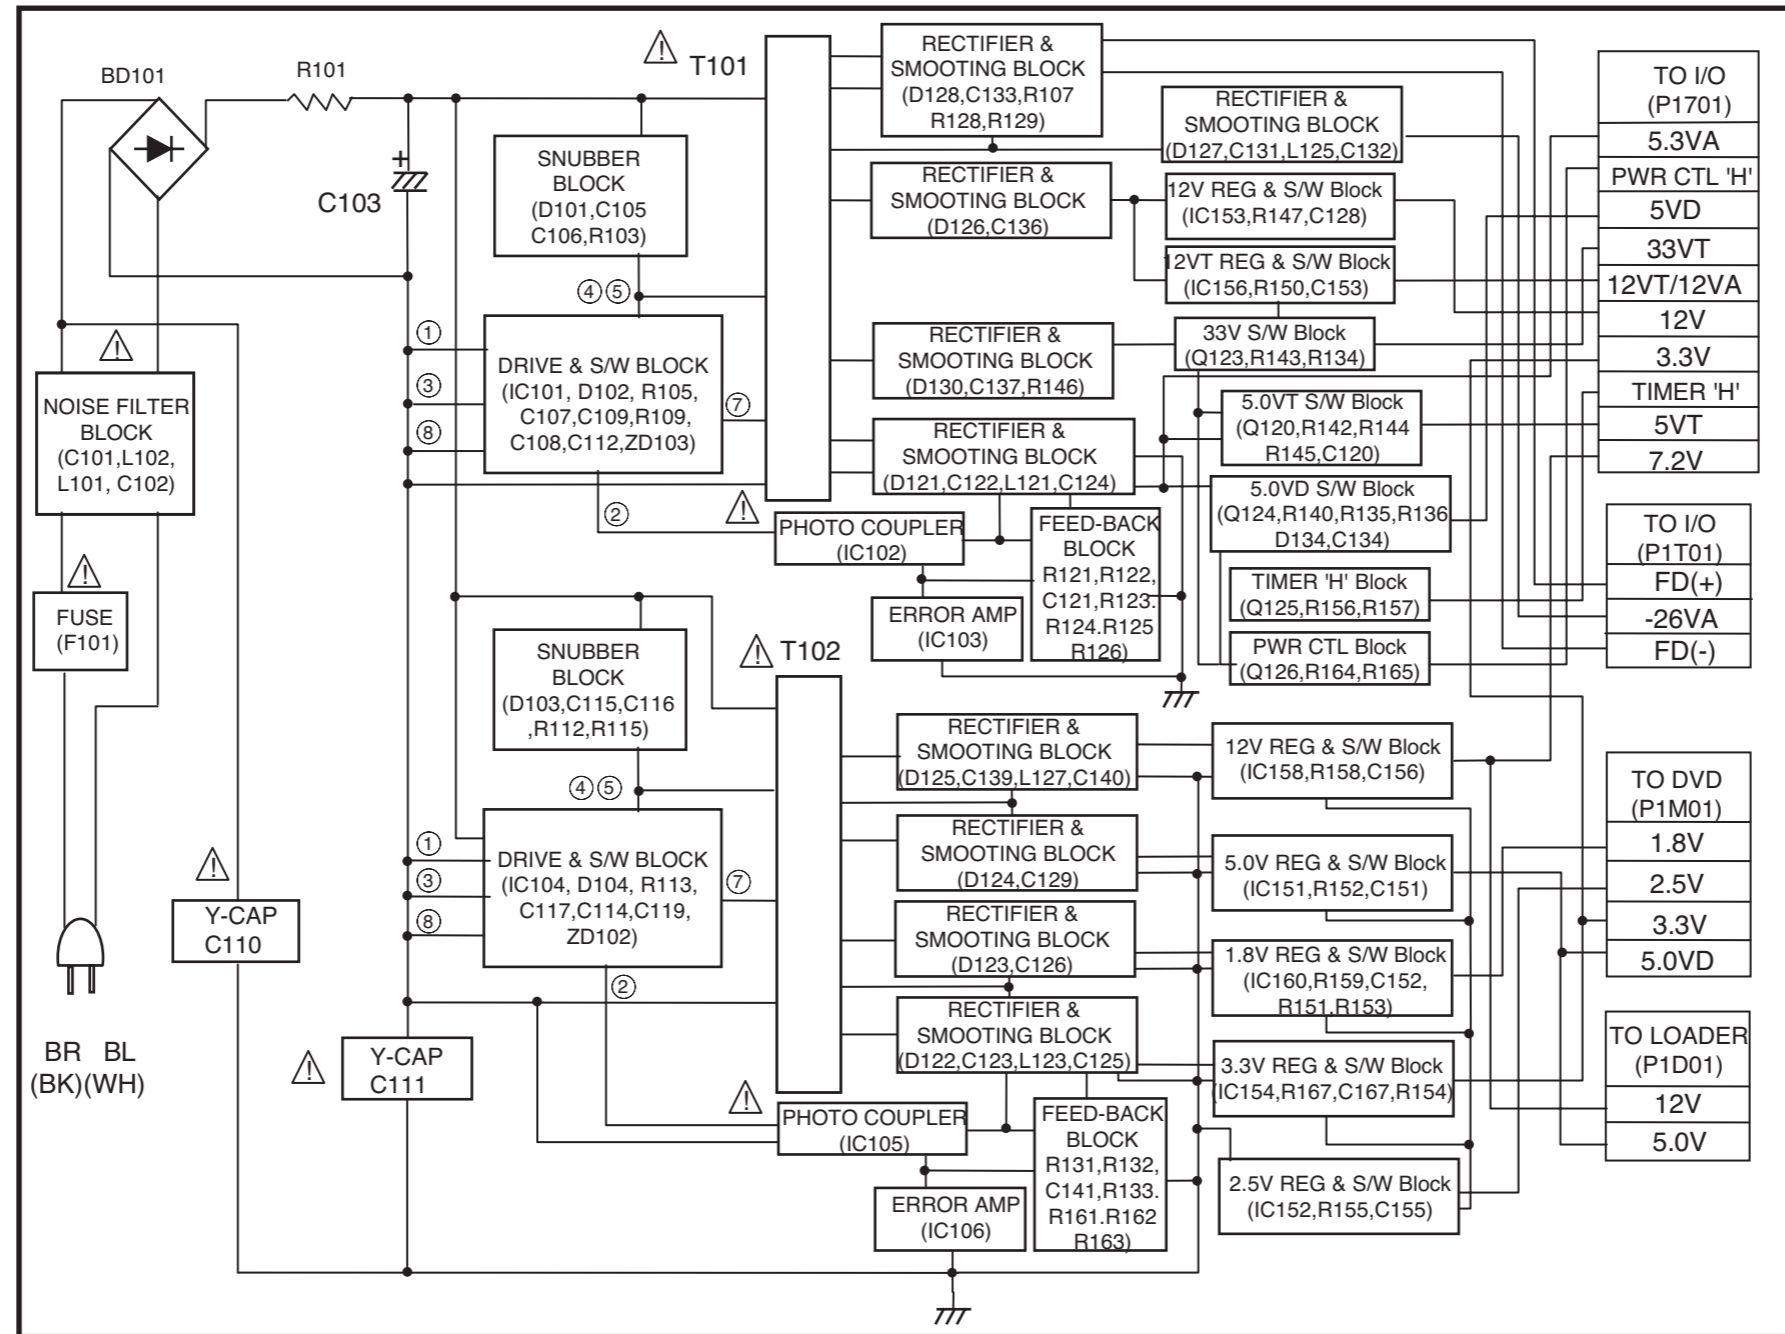 BD101
R101
C103
+
NOISE FILTER
BLOCK
(C101,L102,
L101, C102)
FUSE
(F101)
BR BL
(BK)(WH)
Y-CAP
C110
Y-CAP
C111
SNUBBER
BLOCK
(D101,C105
C106,R103)
④⑤
①
③
⑧
DRIVE & S/W BLOCK
(IC101, D102, R105,
C107,C109,R109,
C108,C112,ZD103)
⑦
②
SNUBBER
BLOCK
(D103,C115,C116
,R112,R115)
④⑤
①
③
⑧
DRIVE & S/W BLOCK
(IC104, D104, R113,
C117,C114,C119,
ZD102)
⑦
②
! T101
RECTIFIER &
SMOOTING BLOCK
(D128,C133,R107
R128,R129)
RECTIFIER &
SMOOTING BLOCK
(D127,C131,L125,C132)
RECTIFIER &
SMOOTING BLOCK
(D126,C136)
12V REG & S/W Block
(IC153,R147,C128)
12VT REG & S/W Block
(IC156,R150,C153)
RECTIFIER &
SMOOTING BLOCK
(D130,C137,R146)
33V S/W Block
(Q123,R143,R134)
RECTIFIER &
SMOOTING BLOCK
(D121,C122,L121,C124)
5.0VT S/W Block
(Q120,R142,R144
R145,C120)
5.0VD S/W Block
(Q124,R140,R135,R136
D134,C134)
PHOTO COUPLER
(IC102)
FEED-BACK
BLOCK
R121,R122,
C121,R123.
R124.R125
R126)
ERROR AMP
(IC103)
TIMER 'H' Block
(Q125,R156,R157)
PWR CTL Block
(Q126,R164,R165)
! T102
RECTIFIER &
SMOOTING BLOCK
(D125,C139,L127,C140)
12V REG & S/W Block
(IC158,R158,C156)
RECTIFIER &
SMOOTING BLOCK
(D124,C129)
5.0V REG & S/W Block
(IC151,R152,C151)
RECTIFIER &
SMOOTING BLOCK
(D123,C126)
1.8V REG & S/W Block
(IC160,R159,C152,
R151,R153)
RECTIFIER &
SMOOTING BLOCK
(D122,C123,L123,C125)
3.3V REG & S/W Block
(IC154,R167,C167,R154)
PHOTO COUPLER
(IC105)
FEED-BACK
BLOCK
R131,R132,
C141,R133.
R161.R162
R163)
ERROR AMP
(IC106)
2.5V REG & S/W Block
(IC152,R155,C155)
TO I/O
(P1701)
5.3VA
PWR CTL 'H'
5VD
33VT
12VT/12VA
12V
3.3V
TIMER 'H'
5VT
7.2V
TO I/O
(P1T01)
FD(+)
-26VA
FD(-)
TO DVD
(P1M01)
1.8V
2.5V
3.3V
5.0VD
TO LOADER
(P1D01)
12V
5.0V